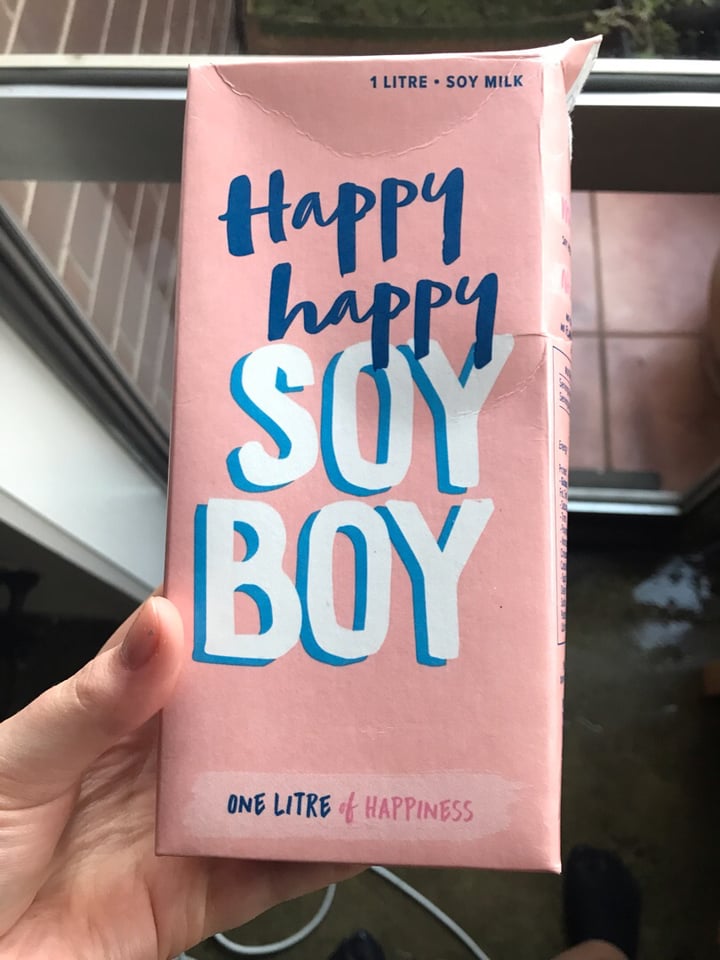 1 LITRE • SOY MILK
Happy
happy
SOY
BOY
ONE LITRE of HAPPINESS